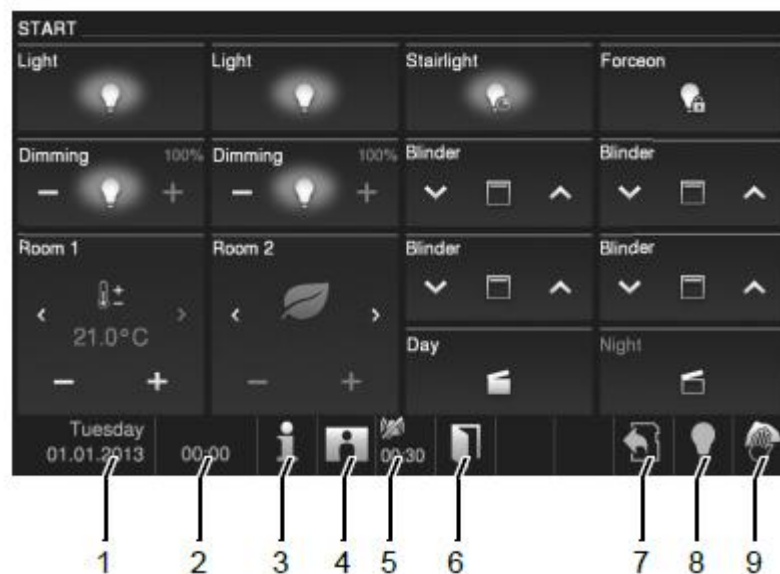 START
Light Light Stairlight Forceon
Dimming 100% Dimming 100% Blinder Blinder
Room 1 Room 2 Blinder Blinder
21.0°C
Day Night
Tuesday
01.01.2013 00:00 00:30
1 2 3 4 5 6 7 8 9